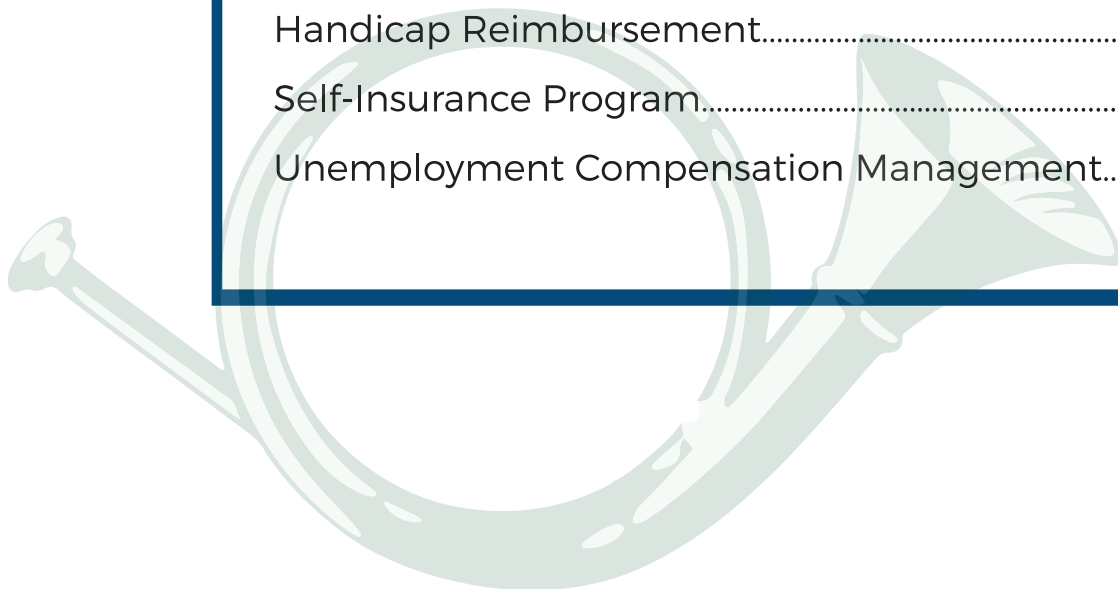 Handicap Reimbursement................................................
Self-Insurance Program........................................................
Unemployment Compensation Management..